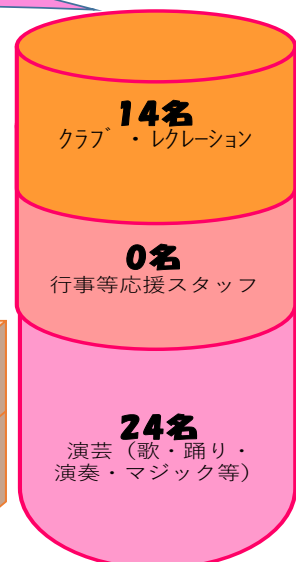 14名
クラブ・レクレーション
0名
行事等応援スタッフ
24名
演芸（歌・踊り・
演奏・マジック等）